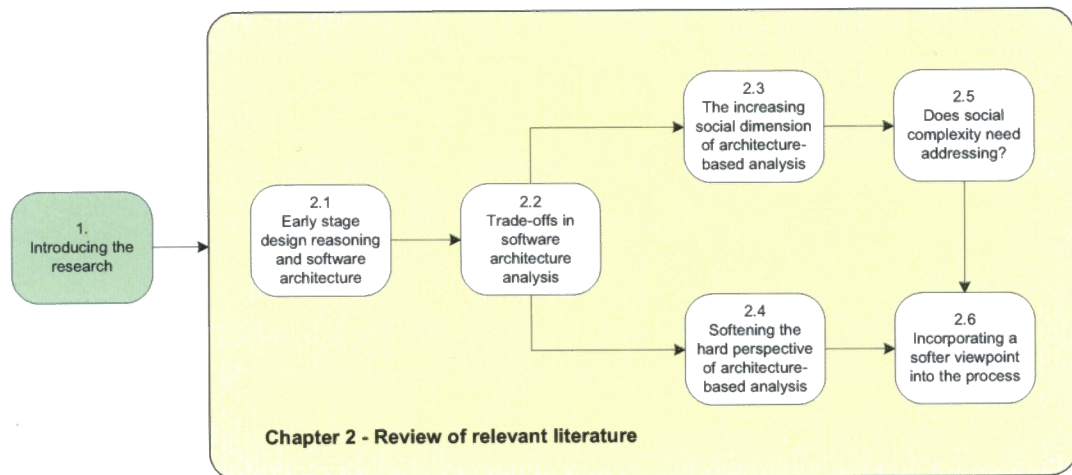 1.
Introducing the
research
2.1
Early stage
design reasoning
and software
architecture
2.2
Trade-offs in
software
architecture
analysis
2.3
The increasing
social dimension
of architecture-
based analysis
2.4
Softening the
hard perspective
of architecture-
based analysis
2.5
Does social
complexity need
addressing?
2.6
Incorporating a
softer viewpoint
into the process
Chapter 2 - Review of relevant literature